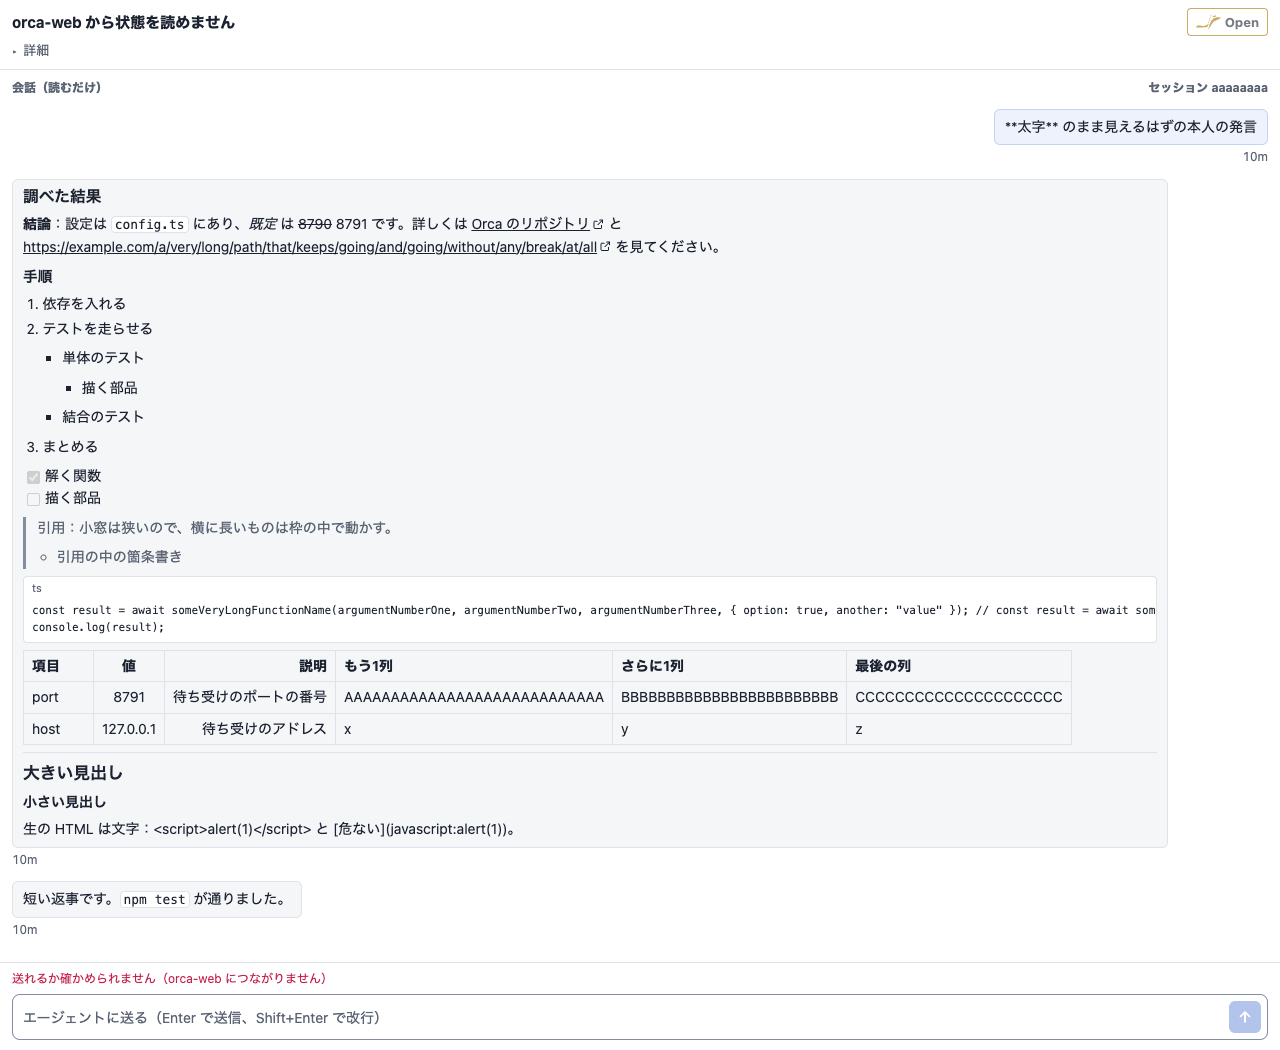 orca-web から状態を読めません
Open
詳細
会話（読むだけ）
セッション aaaaaaaa
**太字** のまま見えるはずの本人の発言
10m
調べた結果
結論：設定は config.ts にあり、既定 は 8790 8791 です。詳しくは Orca のリポジトリ と
https://example.com/a/very/long/path/that/keeps/going/and/going/without/any/break/at/all を見てください。
手順
1. 依存を入れる
2. テストを走らせる
単体のテスト
描く部品
結合のテスト
3. まとめる
解く関数
描く部品
引用：小窓は狭いので、横に長いものは枠の中で動かす。
引用の中の箇条書き
ts
const result = await someVeryLongFunctionName(argumentNumberOne, argumentNumberTwo, argumentNumberThree, { option: true, another: "value" }); // const result = await som
console.log(result);
項目 値 説明 もう1列 さらに1列 最後の列
port 8791 待ち受けのポートの番号 AAAAAAAAAAAAAAAAAAAAAAAAAAAA BBBBBBBBBBBBBBBBBBBBBBBB CCCCCCCCCCCCCCCCCCCCC
host 127.0.0.1 待ち受けのアドレス x y z
大きい見出し
小さい見出し
生の HTML は文字：<script>alert(1)</script> と [危ない](javascript:alert(1))。
10m
短い返事です。 npm test が通りました。
10m
送れるか確かめられません（orca-web につながりません）
エージェントに送る（Enter で送信、Shift+Enter で改行）